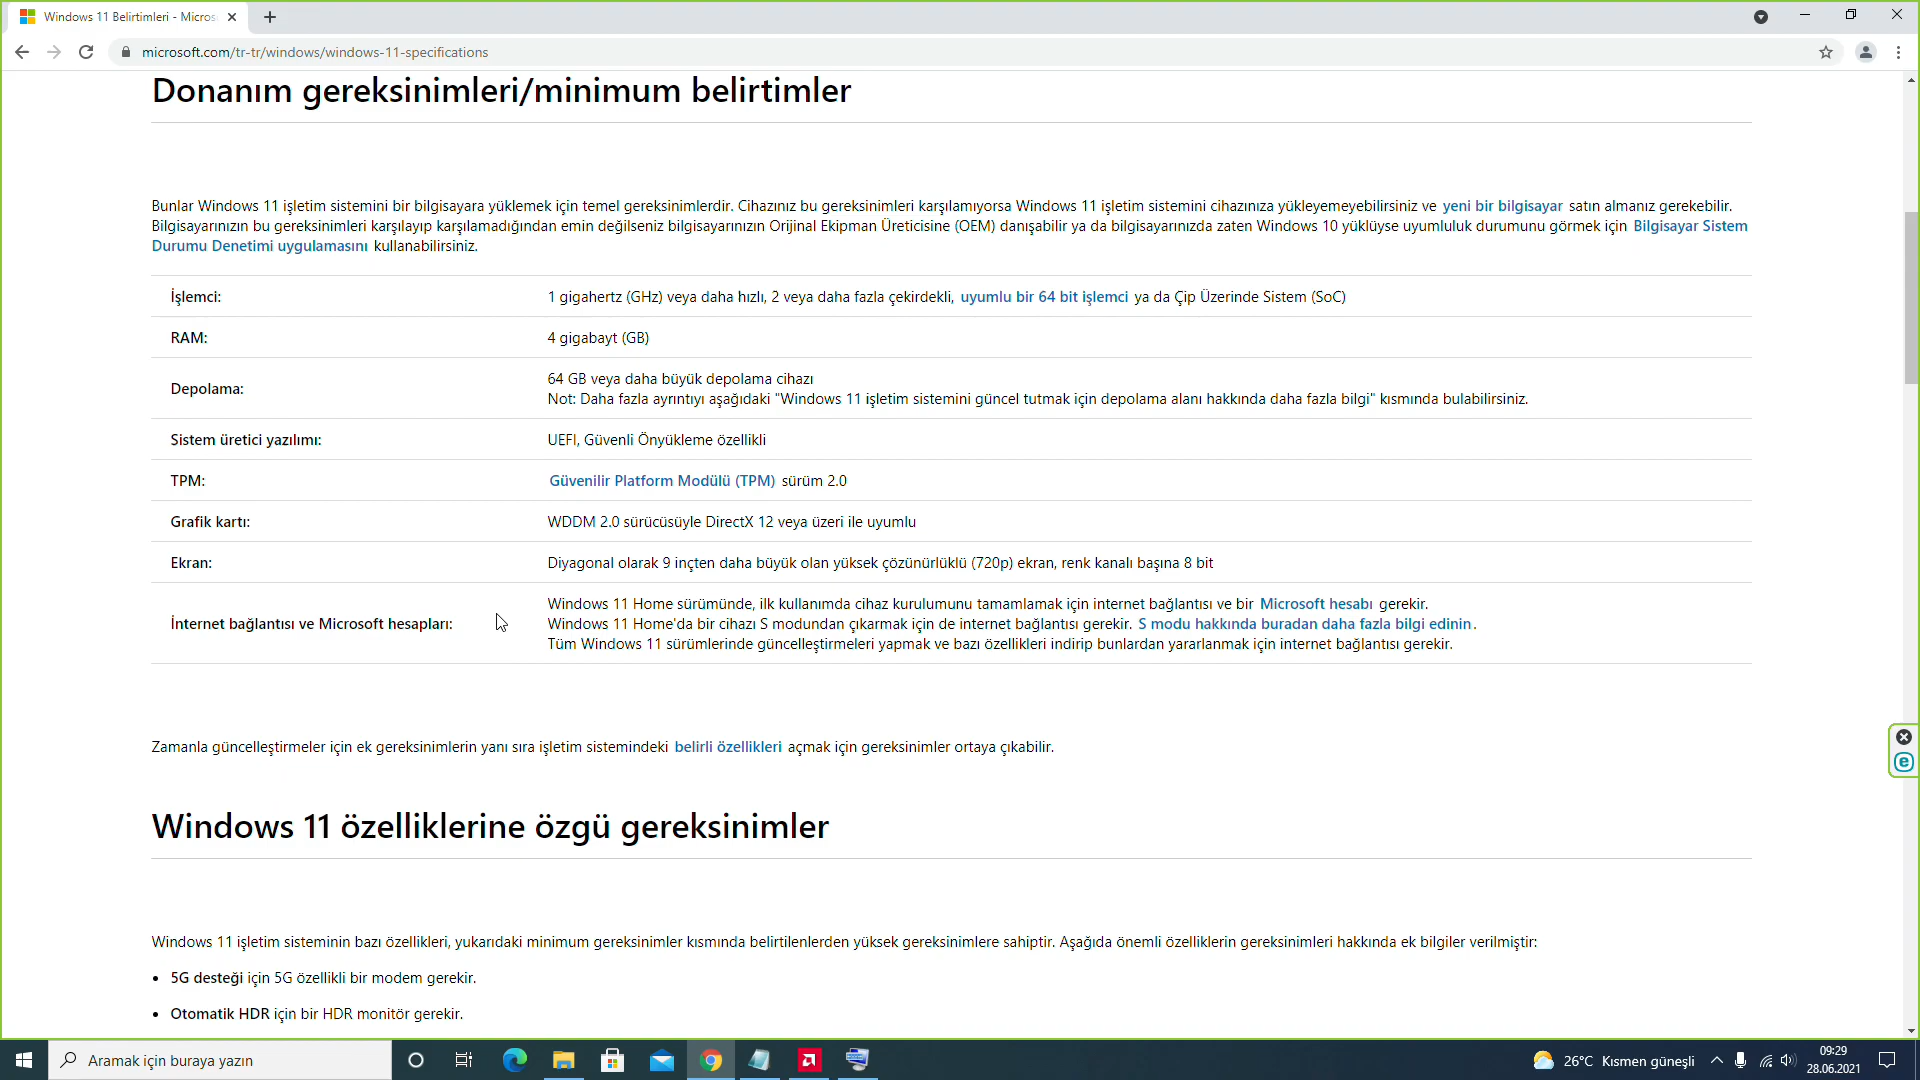 Windows 11 Belirtimleri - Micros
microsoft.com/tr-tr/windows/windows-11-specifications
Donanım gereksinimleri/minimum belirtimler
Bunlar Windows 11 işletim sistemini bir bilgisayara yüklemek için temel gereksinimlerdir. Cihazınız bu gereksinimleri karşılamıyorsa Windows 11 işletim sistemini cihazınıza yükleyemeyebilirsiniz ve yeni bir bilgisayar satın almanız gerekebilir.
Bilgisayarınızın bu gereksinimleri karşılayıp karşılamadığından emin değilseniz bilgisayarınızın Orijinal Ekipman Üreticisine (OEM) danışabilir ya da bilgisayarınızda zaten Windows 10 yüklüyse uyumluluk durumunu görmek için Bilgisayar Sistem
Durumu Denetimi uygulamasını kullanabilirsiniz.
İşlemci: 1 gigahertz (GHz) veya daha hızlı, 2 veya daha fazla çekirdekli, uyumlu bir 64 bit işlemci ya da Çip Üzerinde Sistem (SoC)
RAM: 4 gigabayt (GB)
Depolama: 64 GB veya daha büyük depolama cihazı
Not: Daha fazla ayrıntıyı aşağıdaki "Windows 11 işletim sistemini güncel tutmak için depolama alanı hakkında daha fazla bilgi" kısmında bulabilirsiniz.
Sistem üretici yazılımı: UEFI, Güvenli Önyükleme özellikli
TPM: Güvenilir Platform Modülü (TPM) sürüm 2.0
Grafik kartı: WDDM 2.0 sürücüsüyle DirectX 12 veya üzeri ile uyumlu
Ekran: Diyagonal olarak 9 inçten daha büyük olan yüksek çözünürlüklü (720p) ekran, renk kanalı başına 8 bit
İnternet bağlantısı ve Microsoft hesapları: Windows 11 Home sürümünde, ilk kullanımda cihaz kurulumunu tamamlamak için internet bağlantısı ve bir Microsoft hesabı gerekir.
Windows 11 Home'da bir cihazı S modundan çıkarmak için de internet bağlantısı gerekir. S modu hakkında buradan daha fazla bilgi edinin.
Tüm Windows 11 sürümlerinde güncelleştirmeleri yapmak ve bazı özellikleri indirip bunlardan yararlanmak için internet bağlantısı gerekir.
Zamanla güncelleştirmeler için ek gereksinimlerin yanı sıra işletim sistemindeki belirli özellikleri açmak için gereksinimler ortaya çıkabilir.
Windows 11 özelliklerine özgü gereksinimler
Windows 11 işletim sisteminin bazı özellikleri, yukarıdaki minimum gereksinimler kısmında belirtilenlerden yüksek gereksinimlere sahiptir. Aşağıda önemli özelliklerin gereksinimleri hakkında ek bilgiler verilmiştir:
• 5G desteği için 5G özellikli bir modem gerekir.
• Otomatik HDR için bir HDR monitör gerekir.
Aramak için buraya yazın
26°C Kısmen güneşli
09:29
28.06.2021